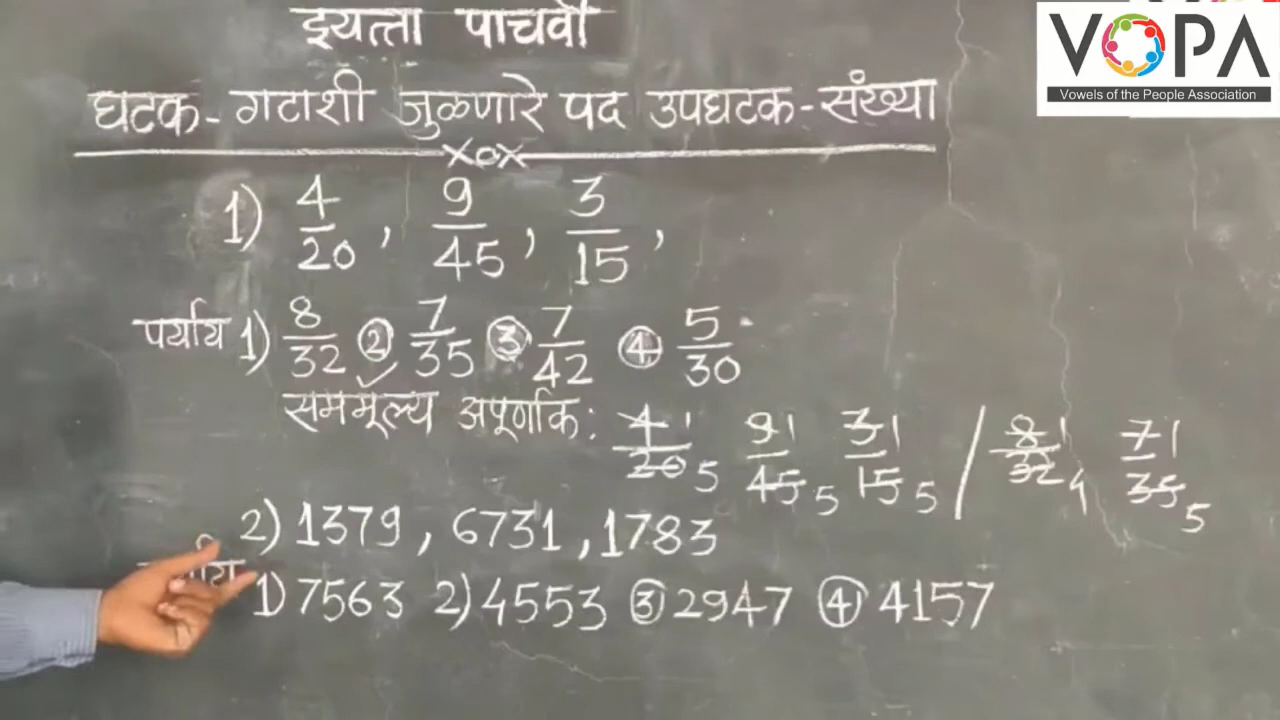 इयत्ता पाचवी
VOPA
Vowels of the People Association
घटक - गटाशी जुळणारे पद उपघटक - संख्या
xox
1) 4/20 , 9/45 , 3/15 ,
पर्याय 1) 8/32 ② 7/35 ③ 7/42 ④ 5/30
सममूल्य अपूर्णाक : 4/20 1/5 9/45 1/5 3/15 1/5 / 8/32 1/4 7/35 1/5
2) 1379 , 6731 , 1783
1) 7563 2) 4553 ③ 2947 ④ 4157